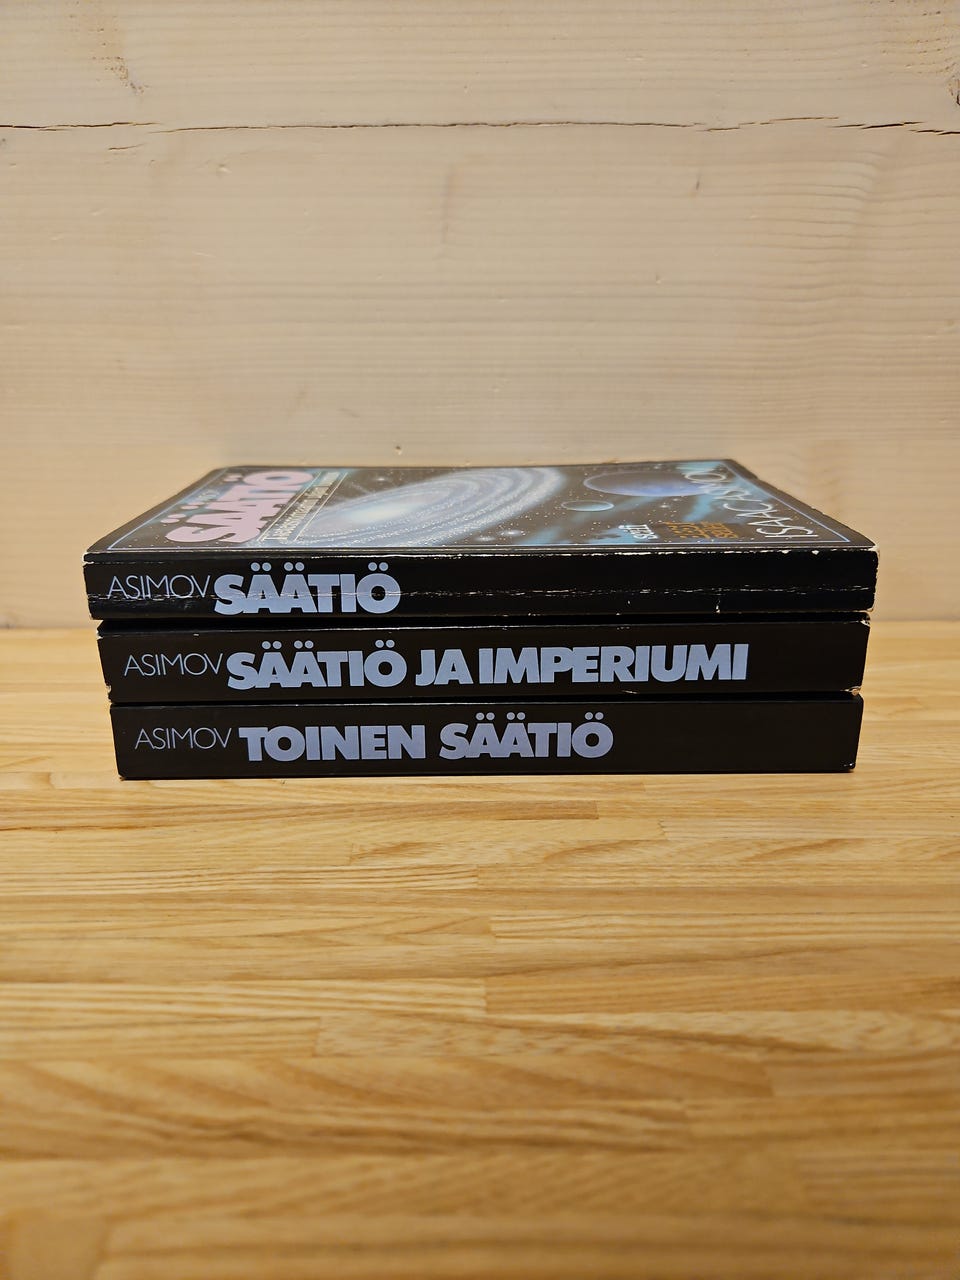 SÄÄTIÖ
ISAAC ASIMOV
ASIMOV SÄÄTIÖ
ASIMOV SÄÄTIÖ JA IMPERIUMI
ASIMOV TOINEN SÄÄTIÖ